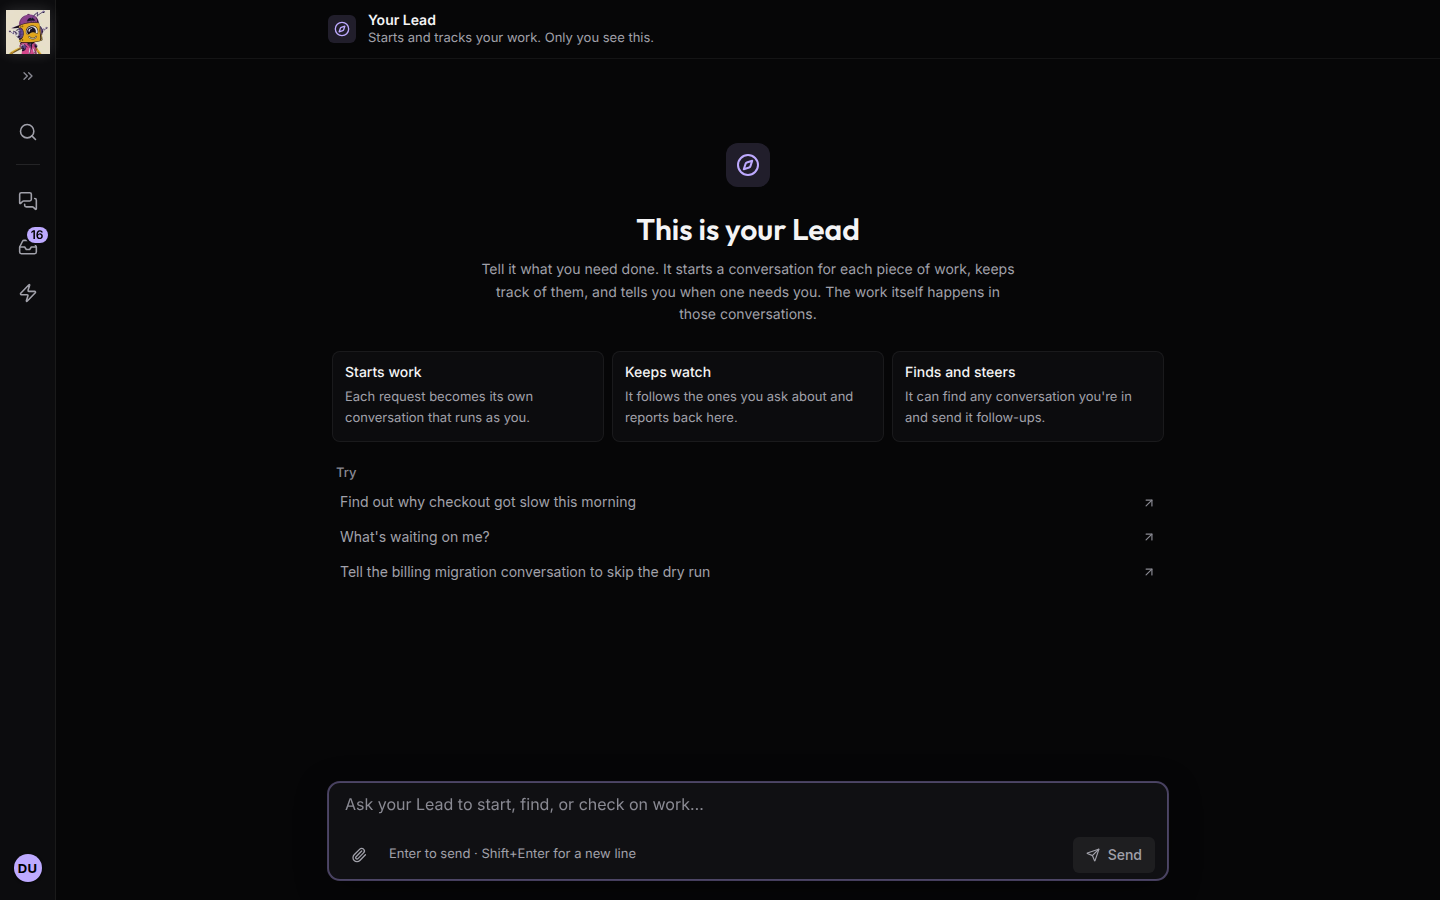 Your Lead
Starts and tracks your work. Only you see this.
16
This is your Lead
Tell it what you need done. It starts a conversation for each piece of work, keeps
track of them, and tells you when one needs you. The work itself happens in
those conversations.
Starts work
Each request becomes its own
conversation that runs as you.
Keeps watch
It follows the ones you ask about and
reports back here.
Finds and steers
It can find any conversation you're in
and send it follow-ups.
Try
Find out why checkout got slow this morning
What's waiting on me?
Tell the billing migration conversation to skip the dry run
Ask your Lead to start, find, or check on work...
Enter to send · Shift+Enter for a new line
Send
DU